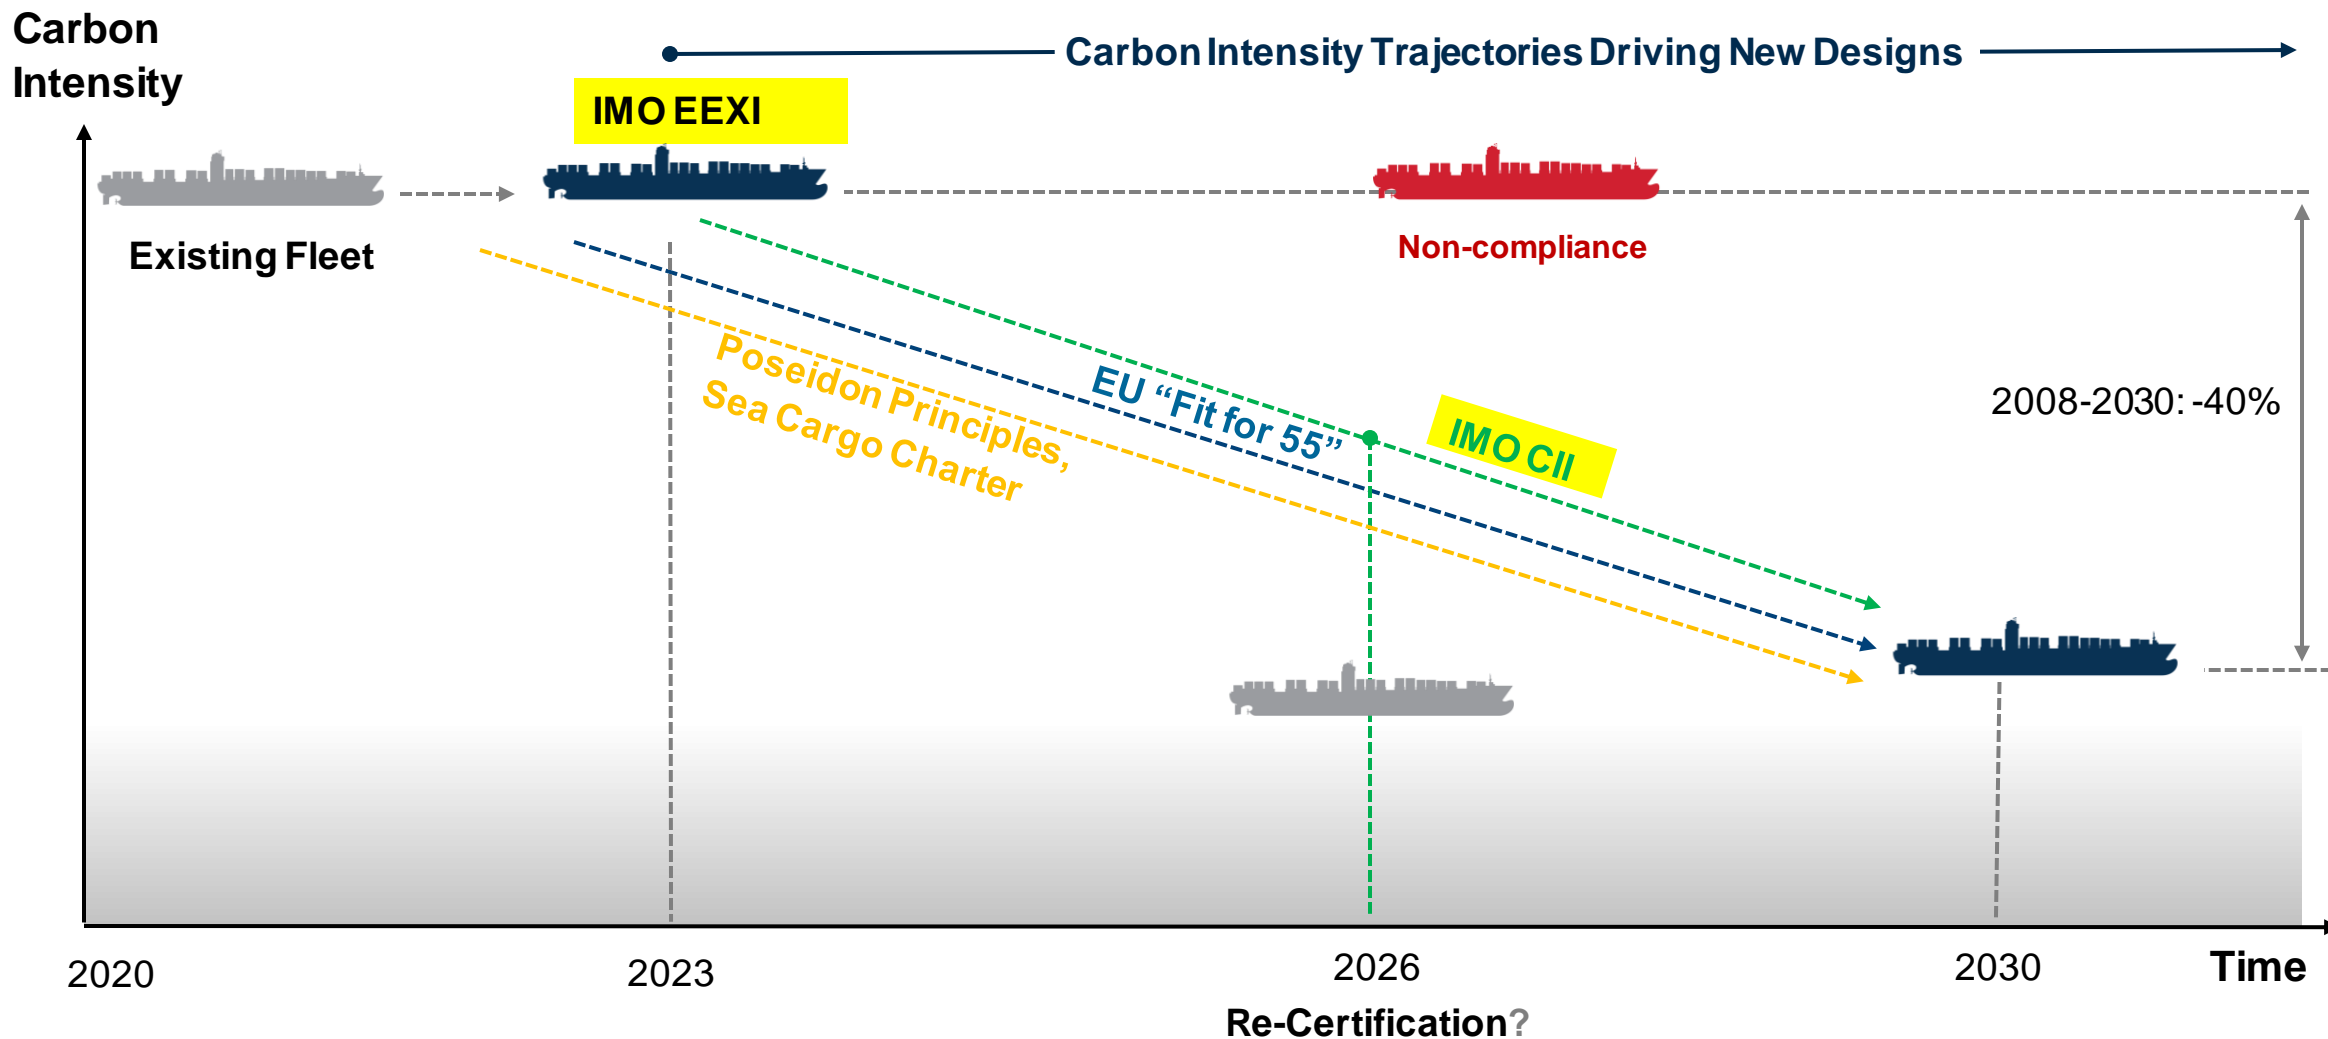 Carbon
Intensity
Carbon Intensity Trajectories Driving New Designs
IMO EEXI
Existing Fleet
Non-compliance
Poseidon Principles,
Sea Cargo Charter
EU “Fit for 55”
IMO CII
2008-2030: -40%
2020
2023
2026
2030
Time
Re-Certification?